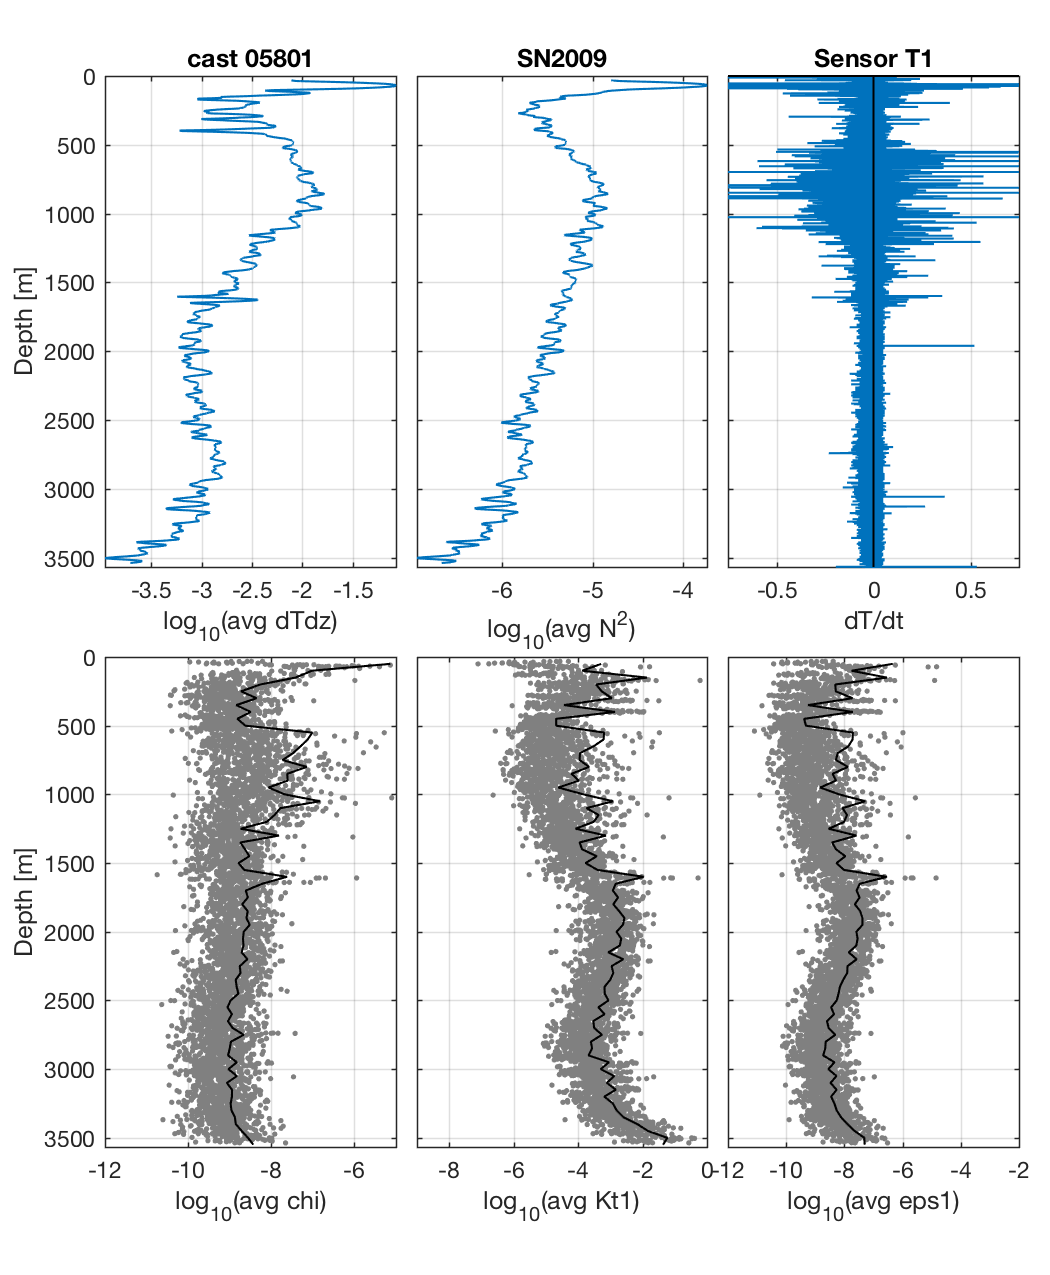 cast 05801 SN2009 Sensor T1
0
500
1000
1500
2000
2500
3000
3500
Depth [m]
-3.5 -3 -2.5 -2 -1.5 -6 -5 -4 -0.5 0 0.5
log10(avg dTdz) log10(avg N2) dT/dt
0
500
1000
1500
2000
2500
3000
3500
Depth [m]
-12 -10 -8 -6 -8 -6 -4 -2 0 -12 -10 -8 -6 -4 -2
log10(avg chi) log10(avg Kt1) log10(avg eps1)